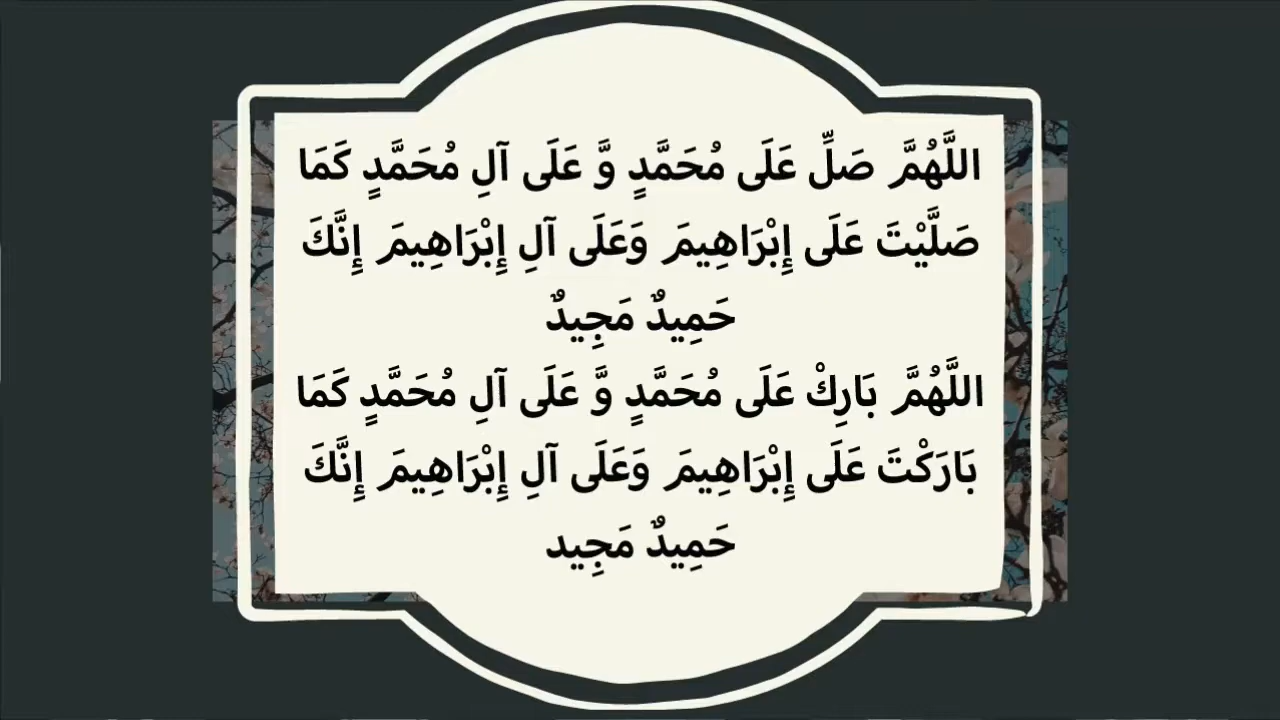 اللَّهُمَّ صَلِّ عَلَى مُحَمَّدٍ وَّ عَلَى آلِ مُحَمَّدٍ كَمَا
صَلَّيْتَ عَلَى إِبْرَاهِيمَ وَعَلَى آلِ إِبْرَاهِيمَ إِنَّكَ
حَمِيدٌ مَجِيدٌ
اللَّهُمَّ بَارِكْ عَلَى مُحَمَّدٍ وَّ عَلَى آلِ مُحَمَّدٍ كَمَا
بَارَكْتَ عَلَى إِبْرَاهِيمَ وَعَلَى آلِ إِبْرَاهِيمَ إِنَّكَ
حَمِيدٌ مَجِيد